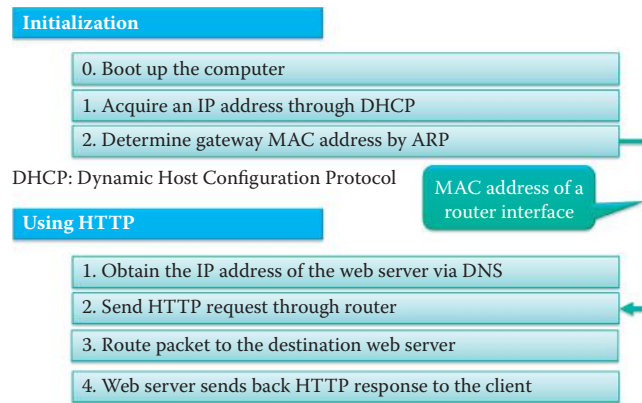 Initialization
0. Boot up the computer
1. Acquire an IP address through DHCP
2. Determine gateway MAC address by ARP
DHCP: Dynamic Host Configuration Protocol
MAC address of a
router interface
Using HTTP
1. Obtain the IP address of the web server via DNS
2. Send HTTP request through router
3. Route packet to the destination web server
4. Web server sends back HTTP response to the client